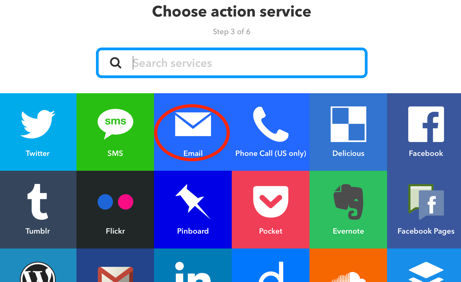 Choose action service
Step 3 of 6
Search services
sms
Twitter
SMS
Email
Phone Call (US only)
Delicious
Facebook
Tumblr
Flickr
Pinboard
Pocket
Evernote
Facebook Pages
in